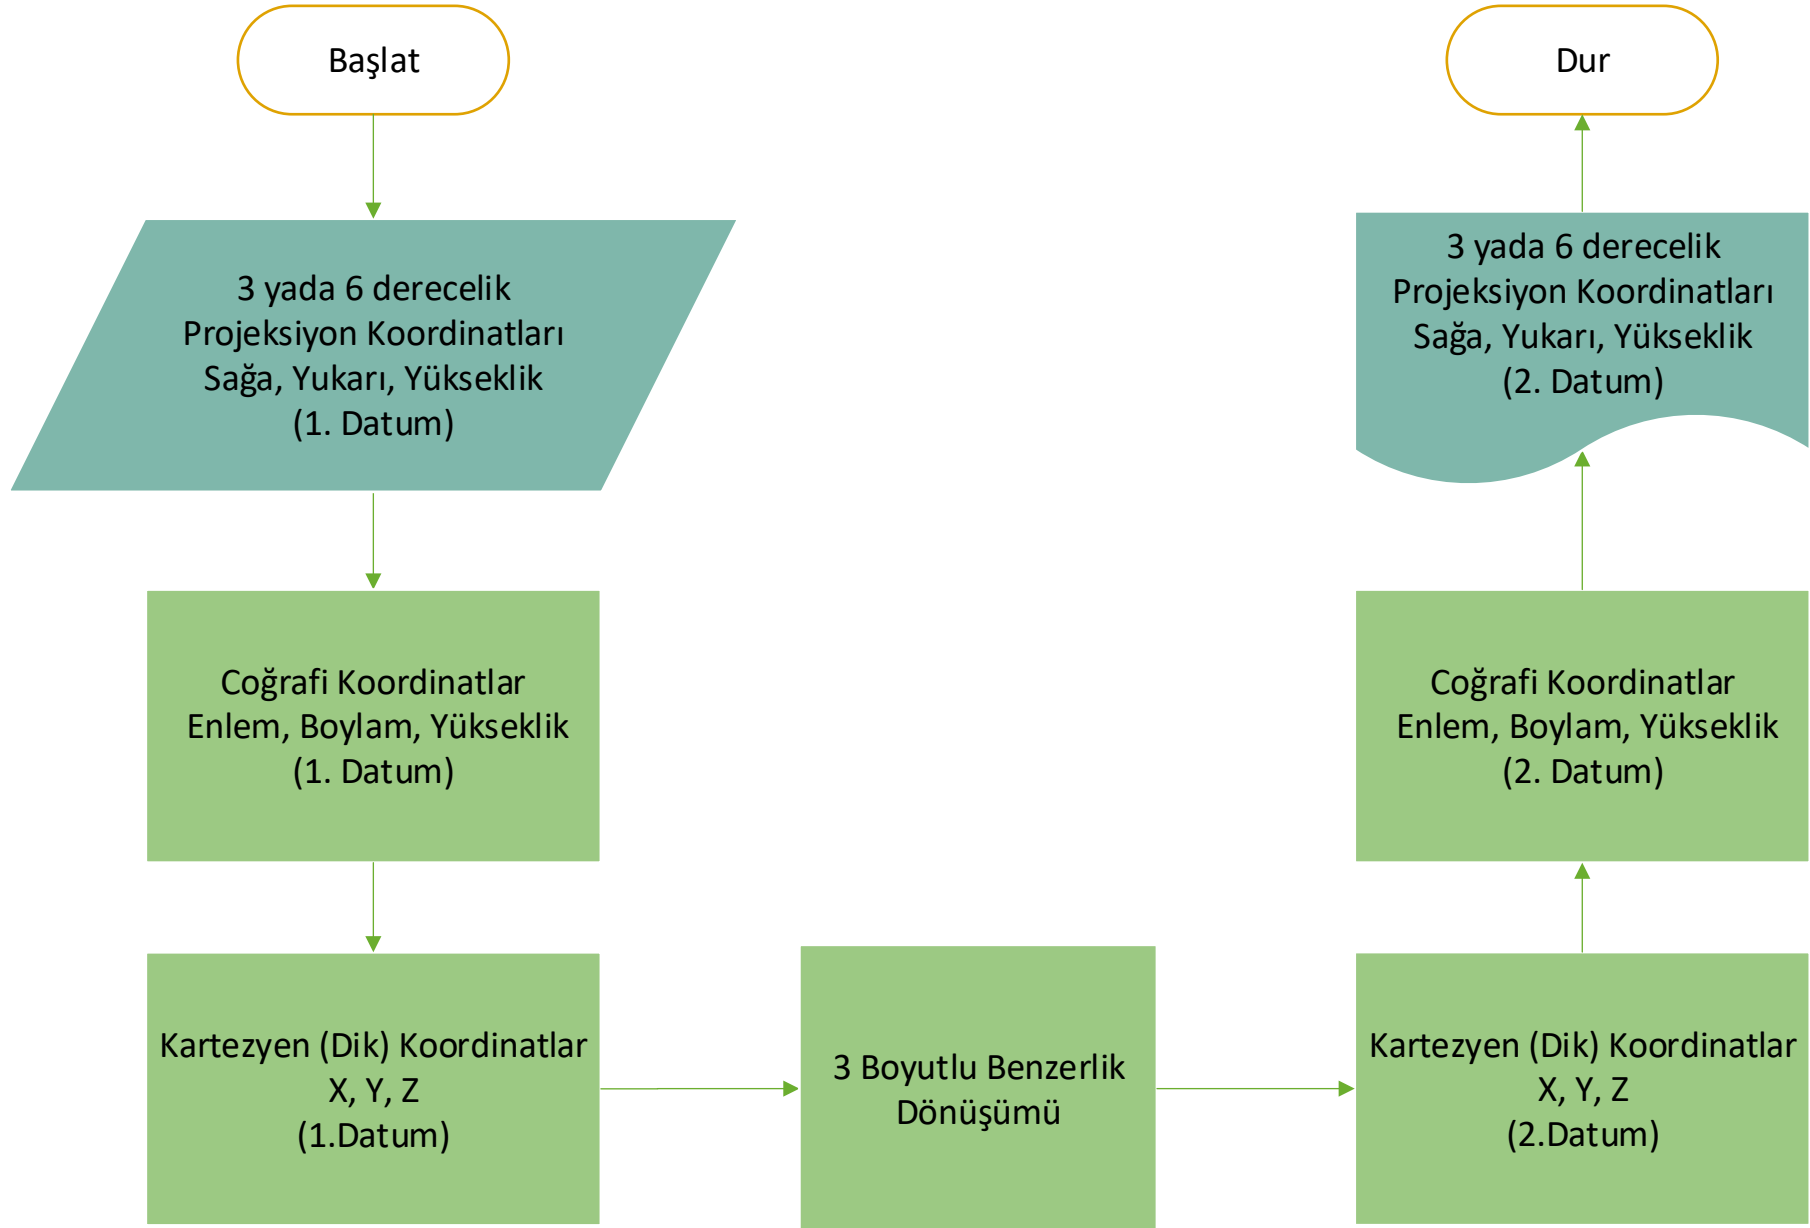 Başlat
3 yada 6 derecelik
Projeksiyon Koordinatları
Sağa, Yukarı, Yükseklik
(1. Datum)
Coğrafi Koordinatlar
Enlem, Boylam, Yükseklik
(1. Datum)
Kartezyen (Dik) Koordinatlar
X, Y, Z
(1.Datum)
3 Boyutlu Benzerlik
Dönüşümü
Kartezyen (Dik) Koordinatlar
X, Y, Z
(2.Datum)
Coğrafi Koordinatlar
Enlem, Boylam, Yükseklik
(2. Datum)
3 yada 6 derecelik
Projeksiyon Koordinatları
Sağa, Yukarı, Yükseklik
(2. Datum)
Dur